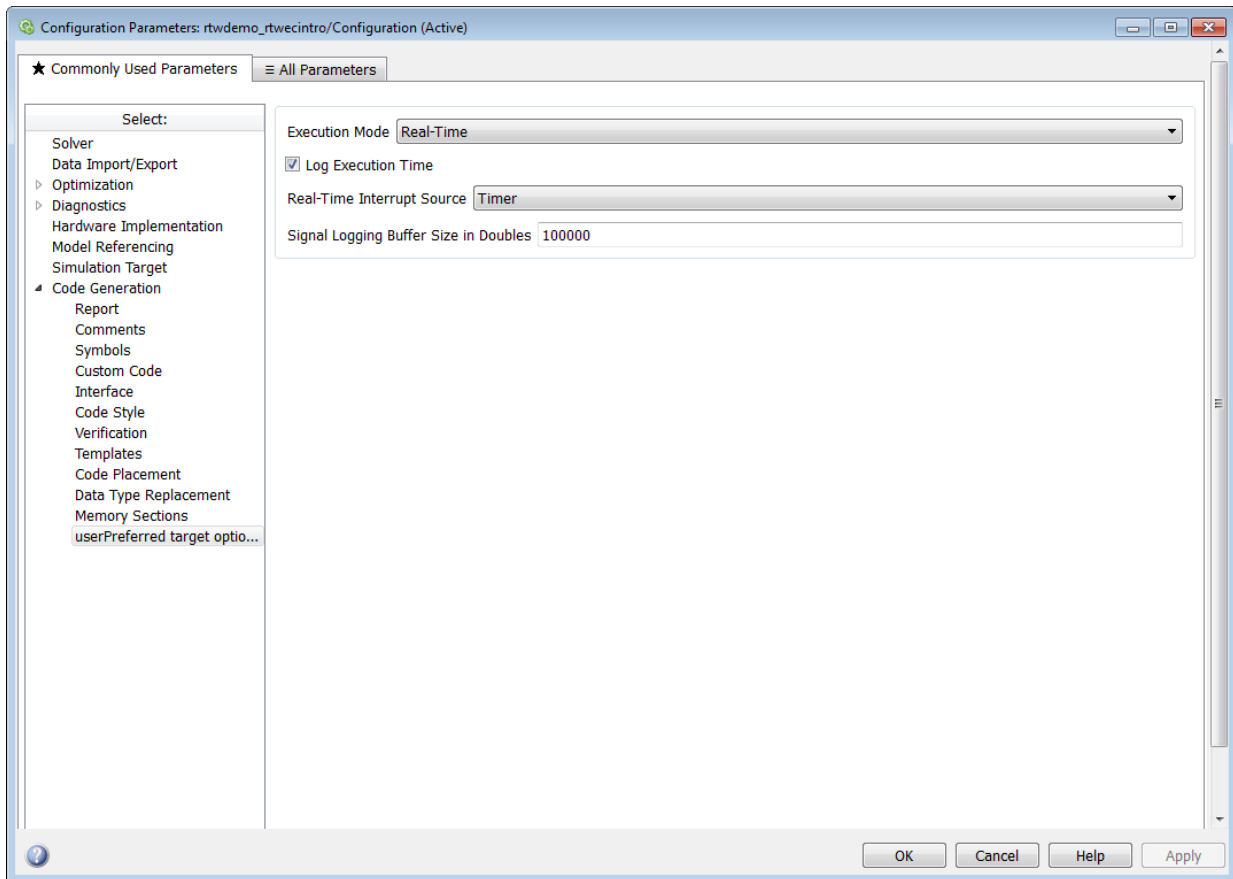 Configuration Parameters: rtwdemo_rtwecintro/Configuration (Active)
★ Commonly Used Parameters
≡ All Parameters
Select:
Solver
Data Import/Export
Optimization
Diagnostics
Hardware Implementation
Model Referencing
Simulation Target
Code Generation
Report
Comments
Symbols
Custom Code
Interface
Code Style
Verification
Templates
Code Placement
Data Type Replacement
Memory Sections
userPreferred target optio...
Execution Mode Real-Time
Log Execution Time
Real-Time Interrupt Source Timer
Signal Logging Buffer Size in Doubles 100000
? OK Cancel Help Apply